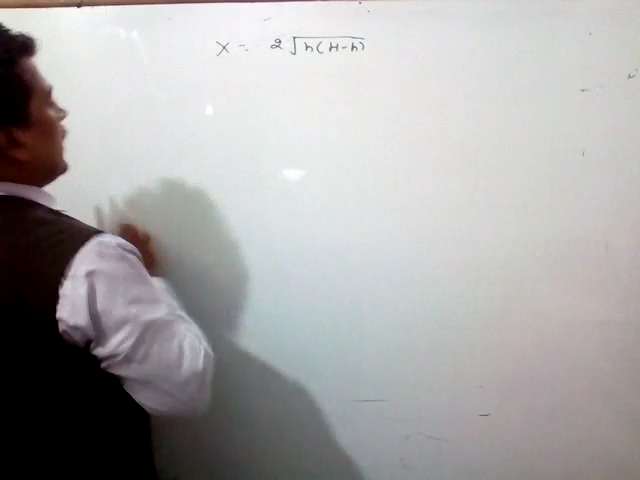 x = 2√h(H-h)